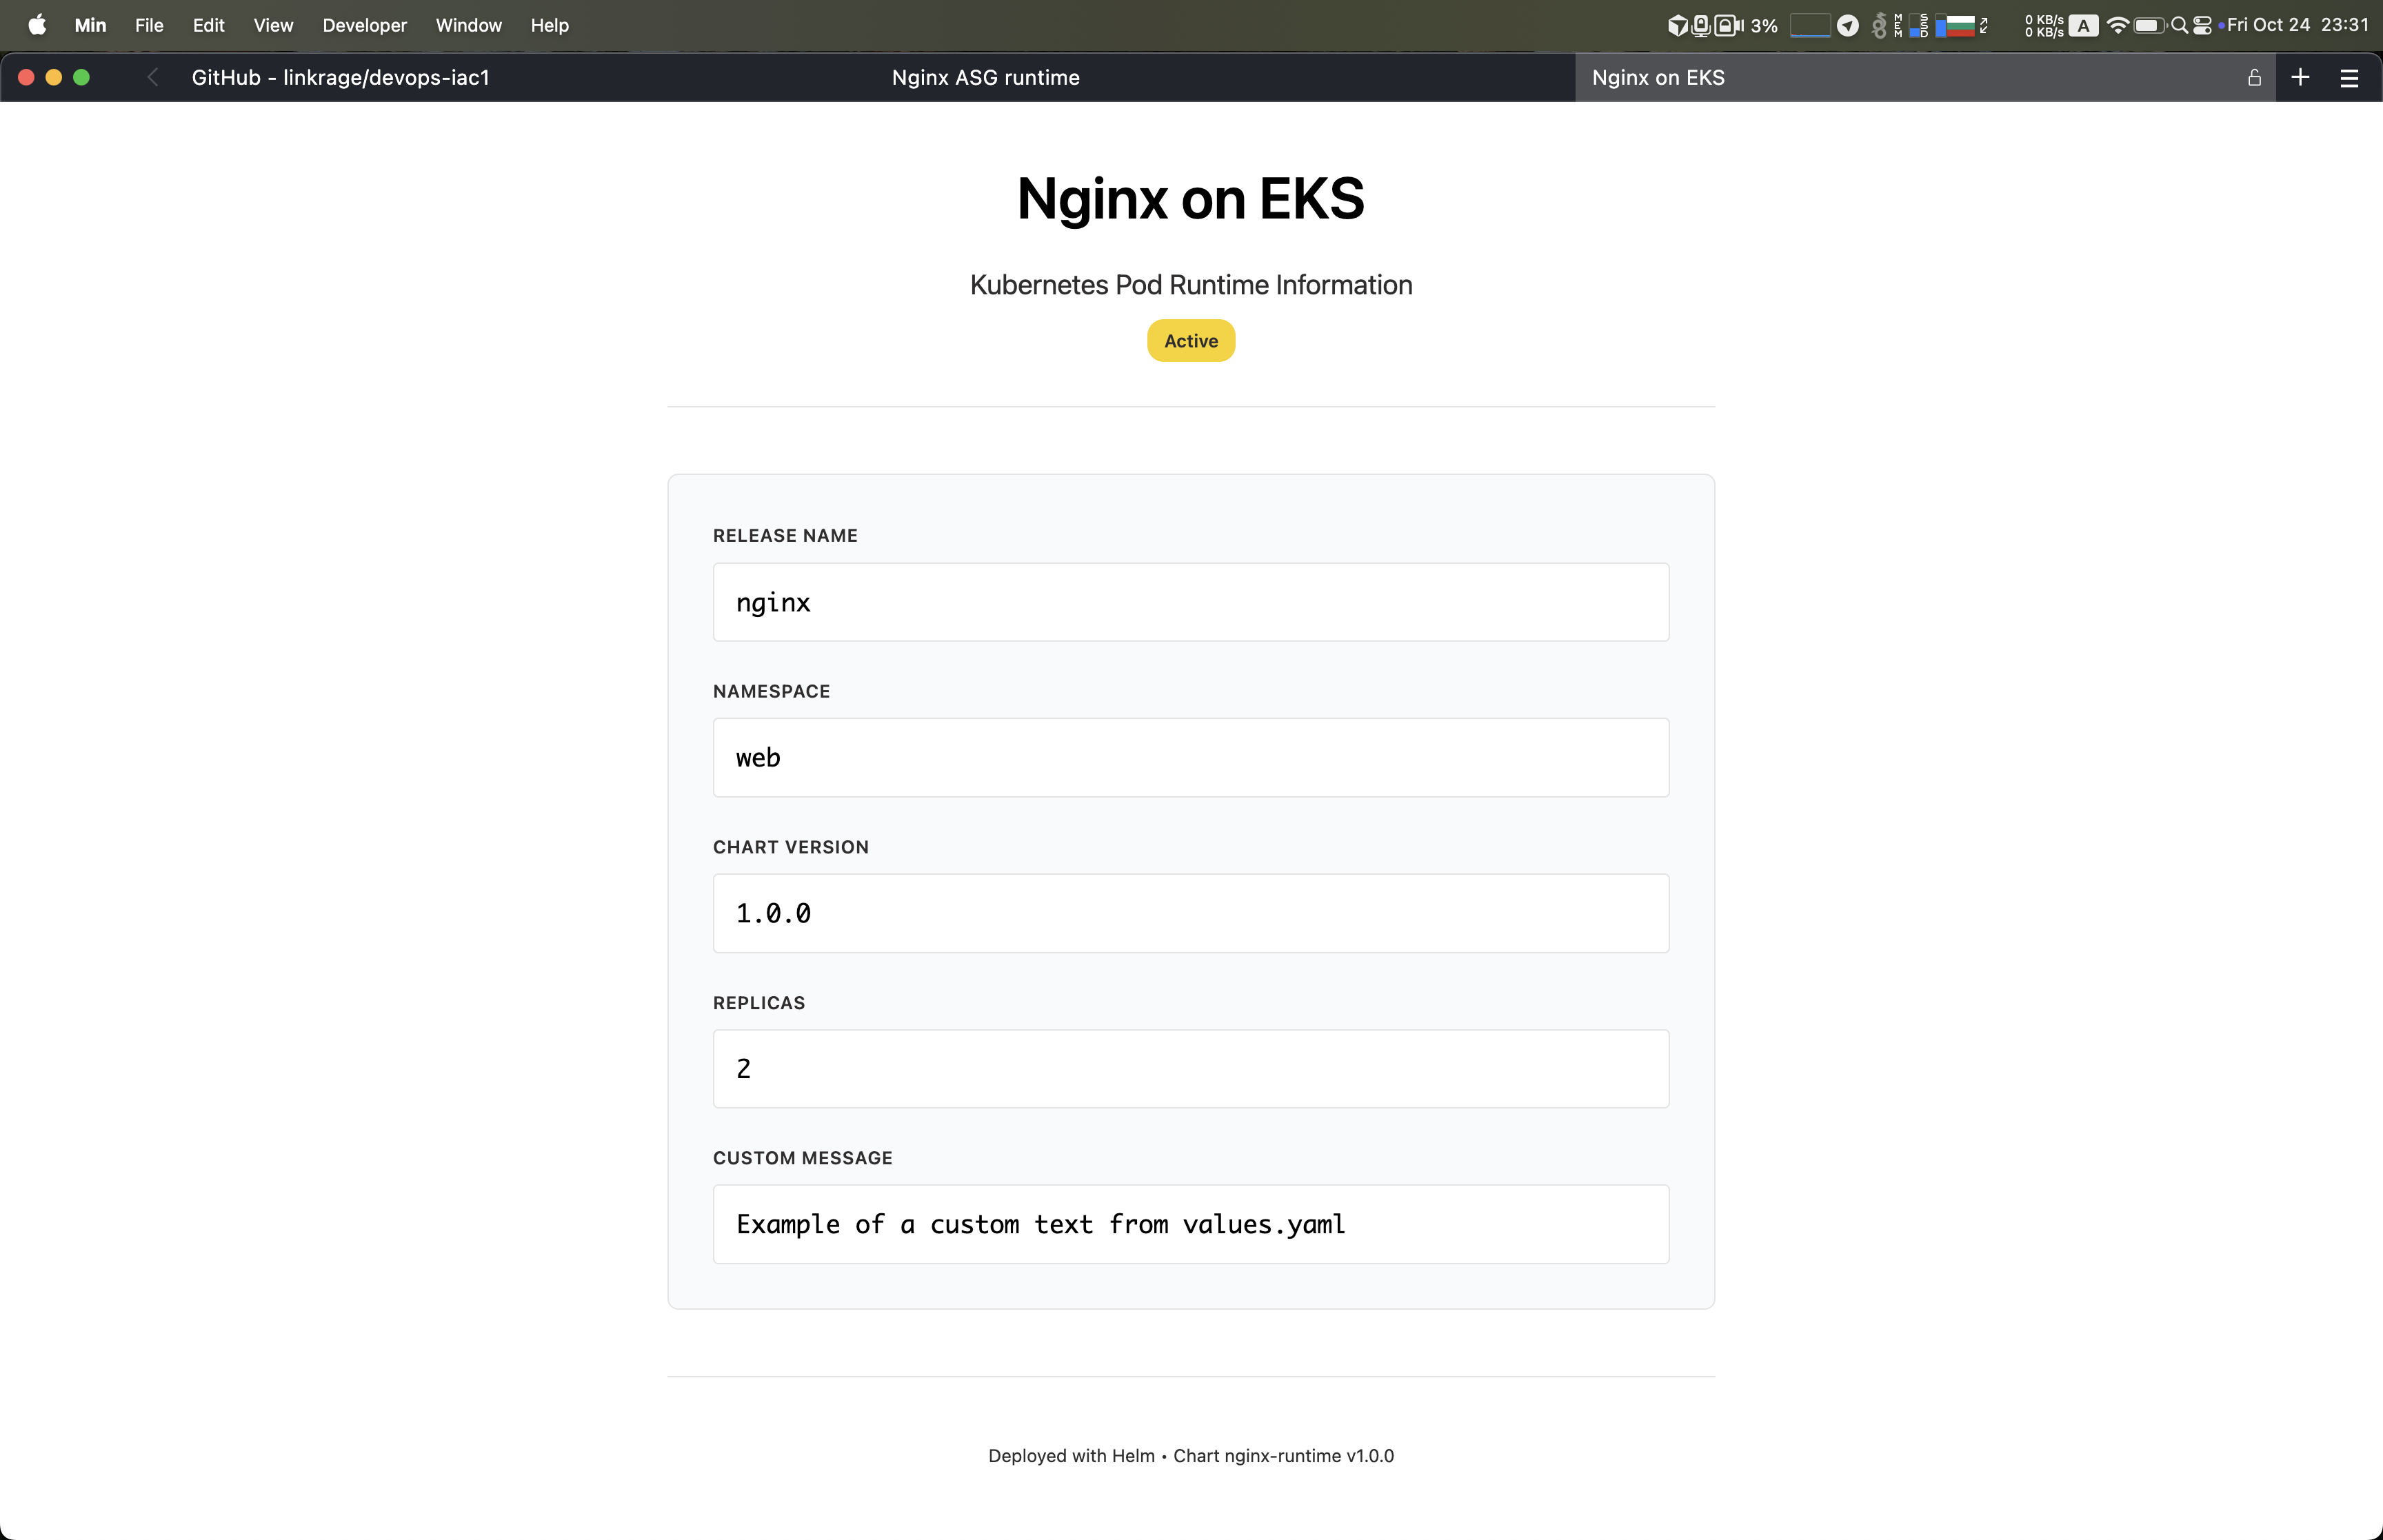 Min File Edit View Developer Window Help 3% MEM SSD 0 KB/s 0 KB/s A Fri Oct 24 23:31
GitHub - linkrage/devops-iac1 Nginx ASG runtime Nginx on EKS
Nginx on EKS
Kubernetes Pod Runtime Information
Active
RELEASE NAME
nginx
NAMESPACE
web
CHART VERSION
1.0.0
REPLICAS
2
CUSTOM MESSAGE
Example of a custom text from values.yaml
Deployed with Helm • Chart nginx-runtime v1.0.0